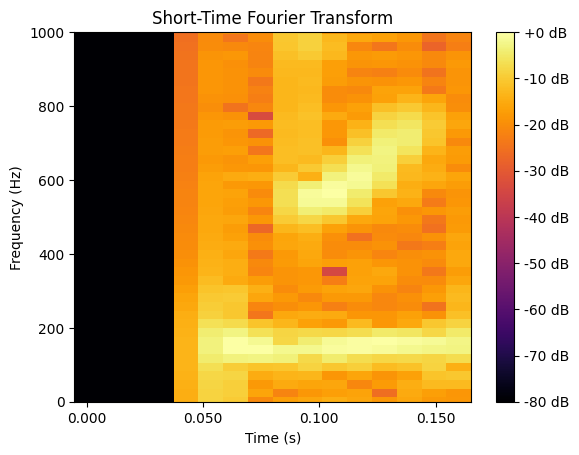 Short-Time Fourier Transform
1000
800
600
400
200
0
Frequency (Hz)
0.000
0.050
0.100
0.150
Time (s)
+0 dB
-10 dB
-20 dB
-30 dB
-40 dB
-50 dB
-60 dB
-70 dB
-80 dB